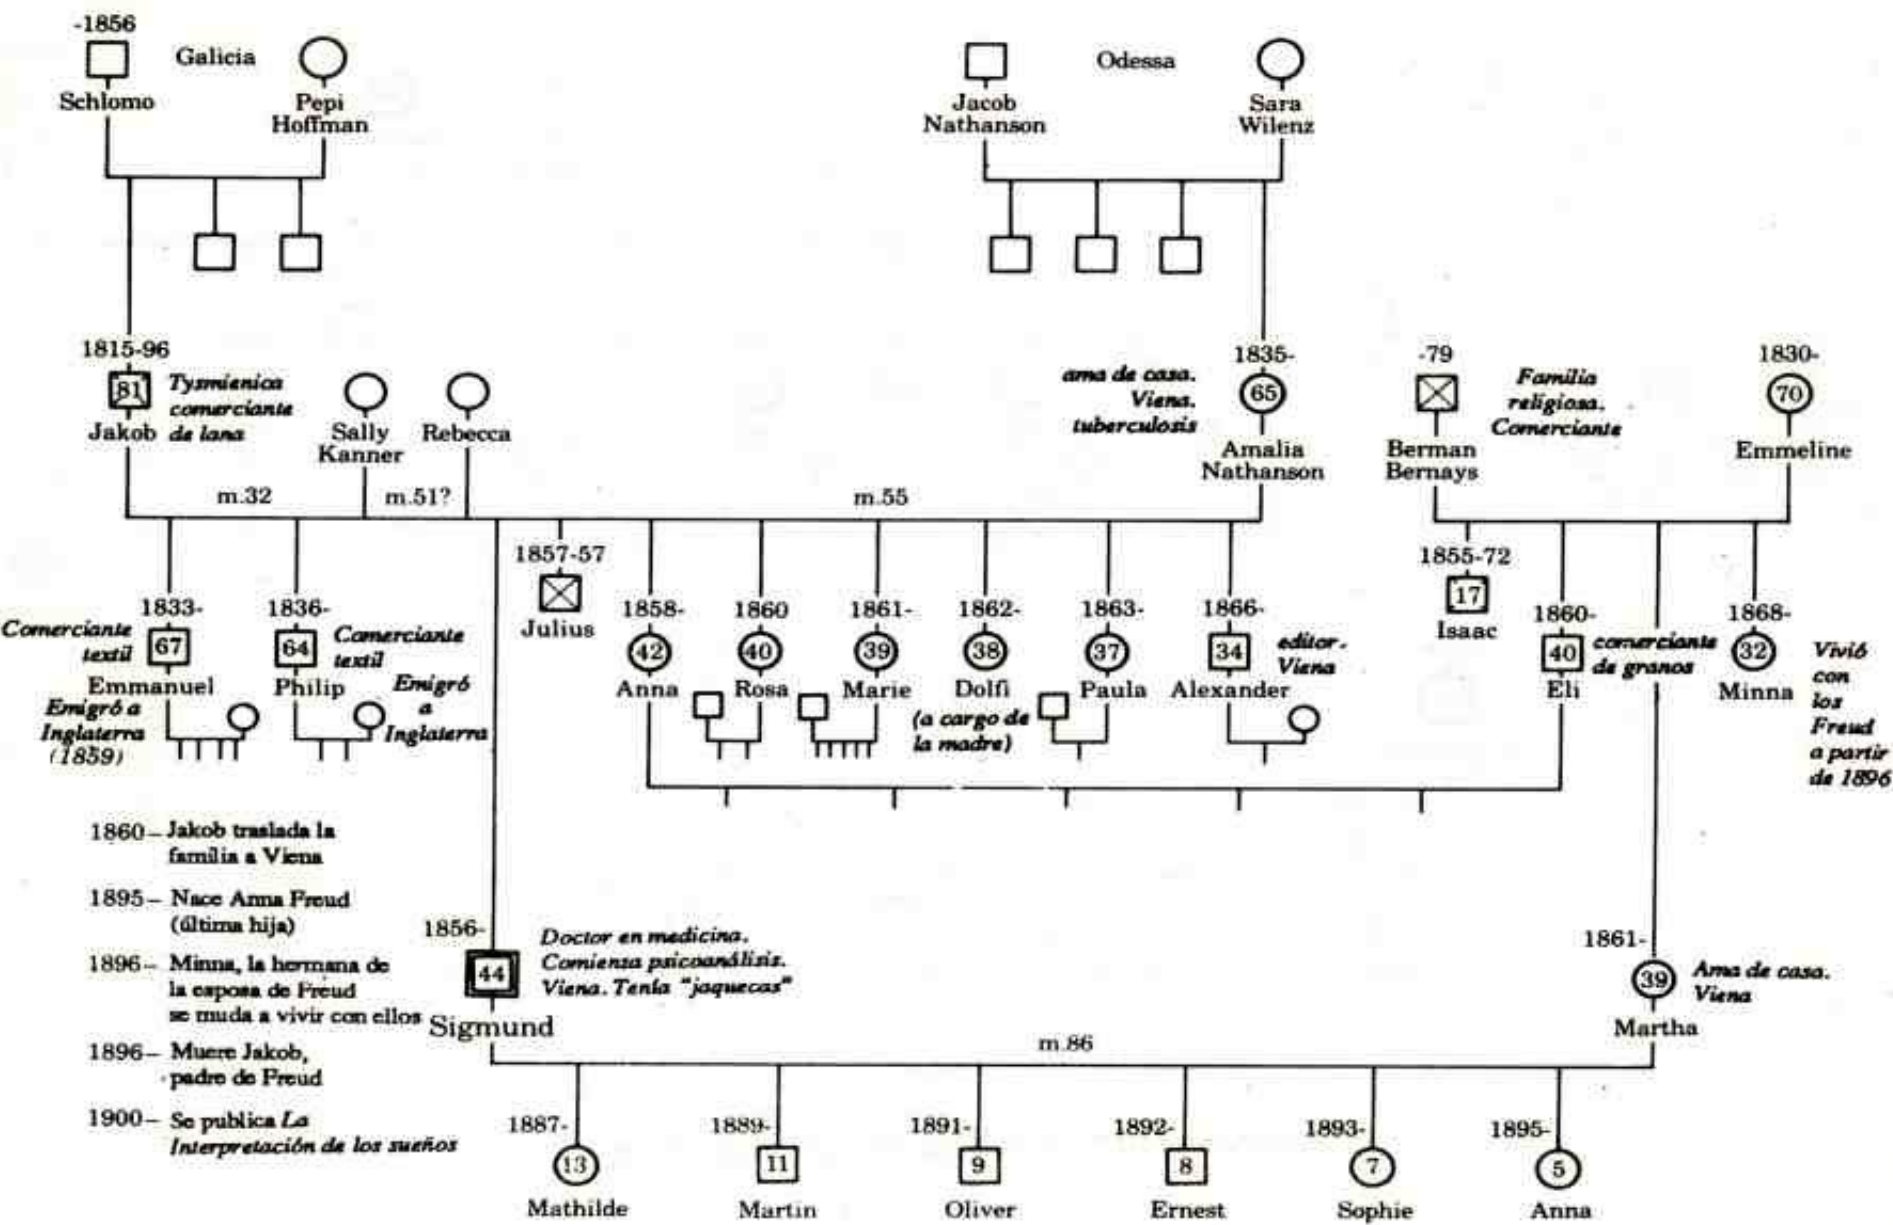 -1856
Galicia
Schlomo
Pepi
Hoffman
Odessa
Jacob
Nathanson
Sara
Wilenz
1815-96
81
Jakob
Tysmienica
comerciante
de lana
Sally
Kanner
Rebecca
ama de casa.
Viena.
tuberculosis
1835-
65
Amalia
Nathanson
-79
Berman
Bernays
Familia
religiosa.
Comerciante
1830-
70
Emmeline
m.32
m.51?
m.55
1833-
Comerciante
textil
67
Emmanuel
Emigró a
Inglaterra
(1859)
1836-
64
Philip
Comerciante
textil
Emigró
a
Inglaterra
1857-57
Julius
1858-
42
Anna
1860
40
Rosa
1861-
39
Marie
1862-
38
Dolfi
(a cargo de
la madre)
1863-
37
Paula
1866-
34
Alexander
editor-
Viena
1855-72
17
Isaac
1860-
40
Eli
comerciante
de granos
1868-
32
Minna
Vivió
con
los
Freud
a partir
de 1896
1860– Jakob traslada la
família a Viena
1895– Nace Anna Freud
(última hija)
1896– Minna, la hermana de
la esposa de Freud
se muda a vivir con ellos
1896– Muere Jakob,
padre de Freud
1900– Se publica La
Interpretación de los sueños
1856-
44
Sigmund
Doctor en medicina.
Comienza psicoanálisis.
Viena. Tenía "jaquecas"
1861-
39
Martha
Ama de casa.
Viena
m.86
1887-
13
Mathilde
1889-
11
Martin
1891-
9
Oliver
1892-
8
Ernest
1893-
7
Sophie
1895-
5
Anna